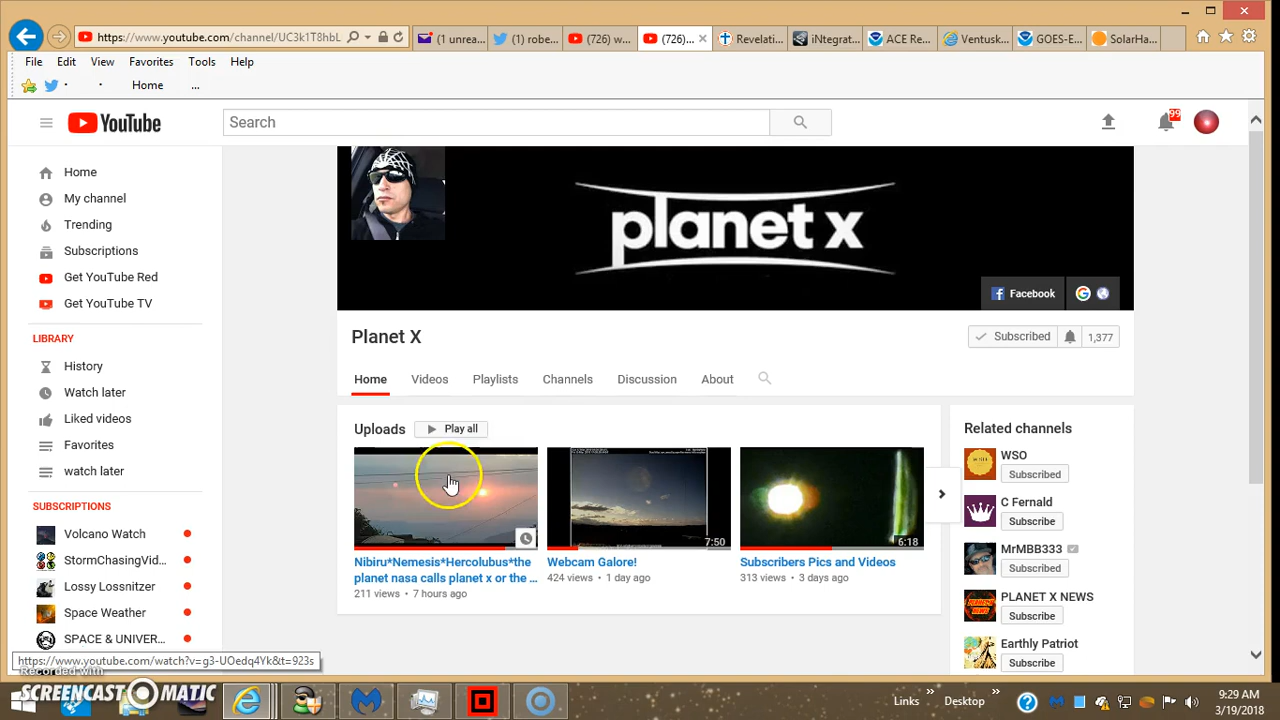 https://www.youtube.com/channel/UC3k1T8hbL
(1 unrea...
(1) robe...
(726) w...
(726)...
Revelati...
iNtegrat...
ACE Re...
Ventusk...
GOES-E...
SolarHa...
File Edit View Favorites Tools Help
Home ...
YouTube
Search
99
Home
My channel
Trending
Subscriptions
Get YouTube Red
Get YouTube TV
LIBRARY
History
Watch later
Liked videos
Favorites
watch later
SUBSCRIPTIONS
Volcano Watch
StormChasingVid...
Lossy Lossnitzer
Space Weather
SPACE & UNIVER...
planet x
Facebook
Planet X
Subscribed 1,377
Home Videos Playlists Channels Discussion About
Uploads Play all
Nibiru*Nemesis*Hercolubus*the
planet nasa calls planet x or the ...
211 views • 7 hours ago
7:50
Webcam Galore!
424 views • 1 day ago
6:18
Subscribers Pics and Videos
313 views • 3 days ago
Related channels
WSO
Subscribed
C Fernald
Subscribe
MrMBB333
Subscribed
PLANET X NEWS
Subscribe
Earthly Patriot
Subscribe
https://www.youtube.com/watch?v=g3-UOedq4Yk&t=923s
Recorded with
SCREENCAST MATIC
Links » Desktop »
9:29 AM
3/19/2018